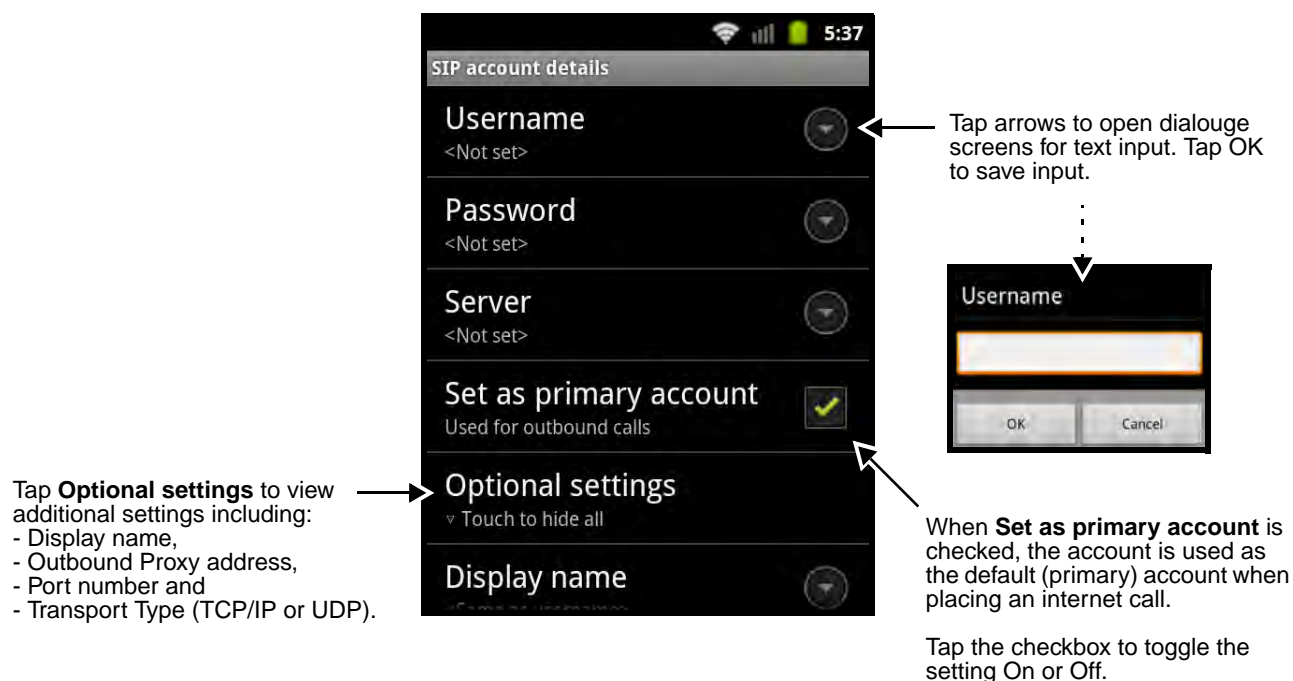 5:37
SIP account details
Username
<Not set>
Password
<Not set>
Server
<Not set>
Set as primary account
Used for outbound calls
Optional settings
▿ Touch to hide all
Display name
<Same as username>
Tap arrows to open dialouge
screens for text input. Tap OK
to save input.
Username
OK
Cancel
Tap Optional settings to view
additional settings including:
- Display name,
- Outbound Proxy address,
- Port number and
- Transport Type (TCP/IP or UDP).
When Set as primary account is
checked, the account is used as
the default (primary) account when
placing an internet call.
Tap the checkbox to toggle the
setting On or Off.